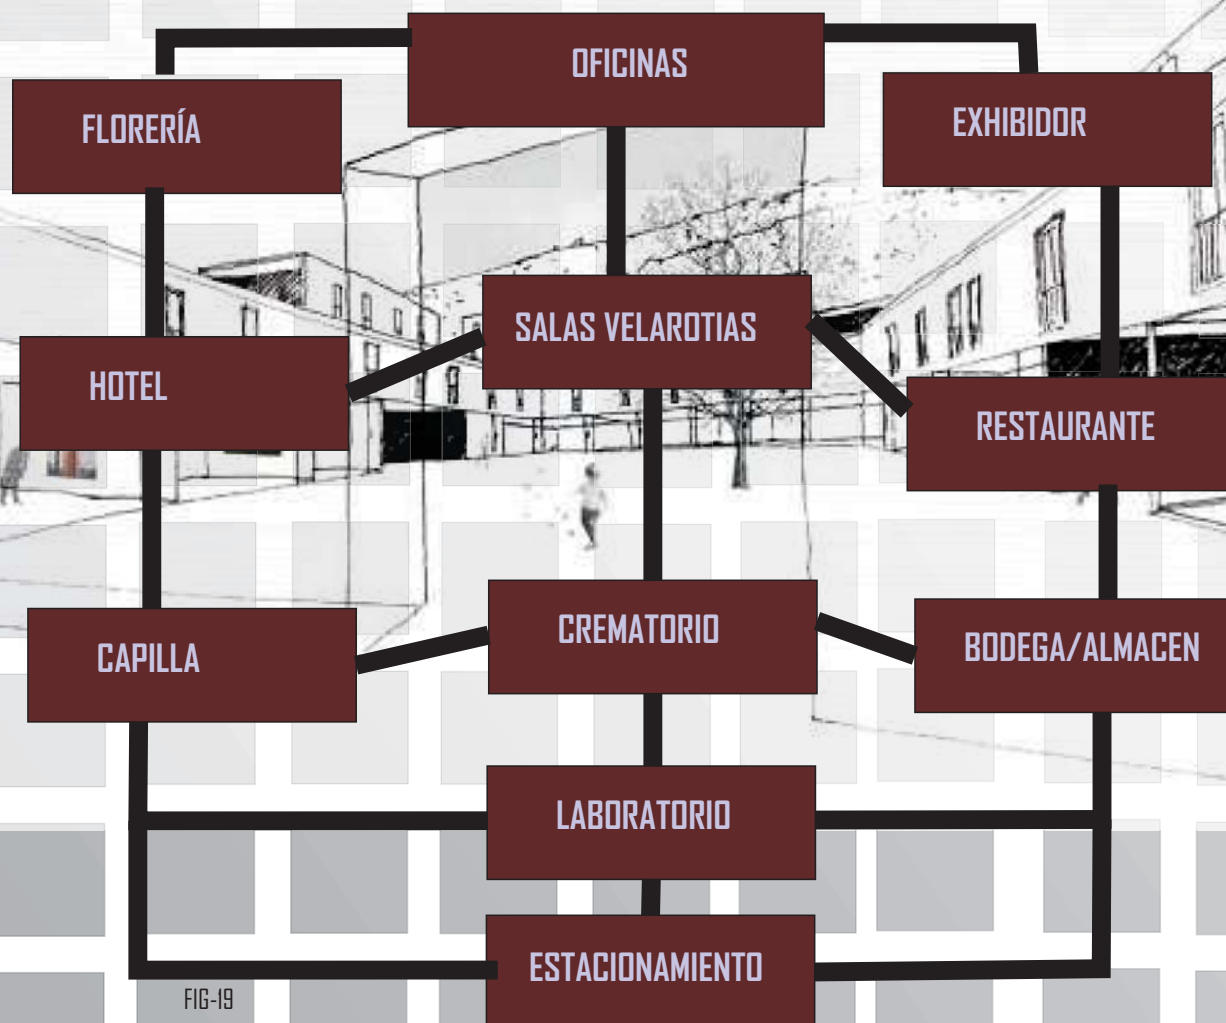 OFICINAS
FLORERÍA
EXHIBIDOR
SALAS VELAROTIAS
HOTEL
RESTAURANTE
CREMATORIO
CAPILLA
BODEGA/ALMACEN
LABORATORIO
ESTACIONAMIENTO
FIG-19